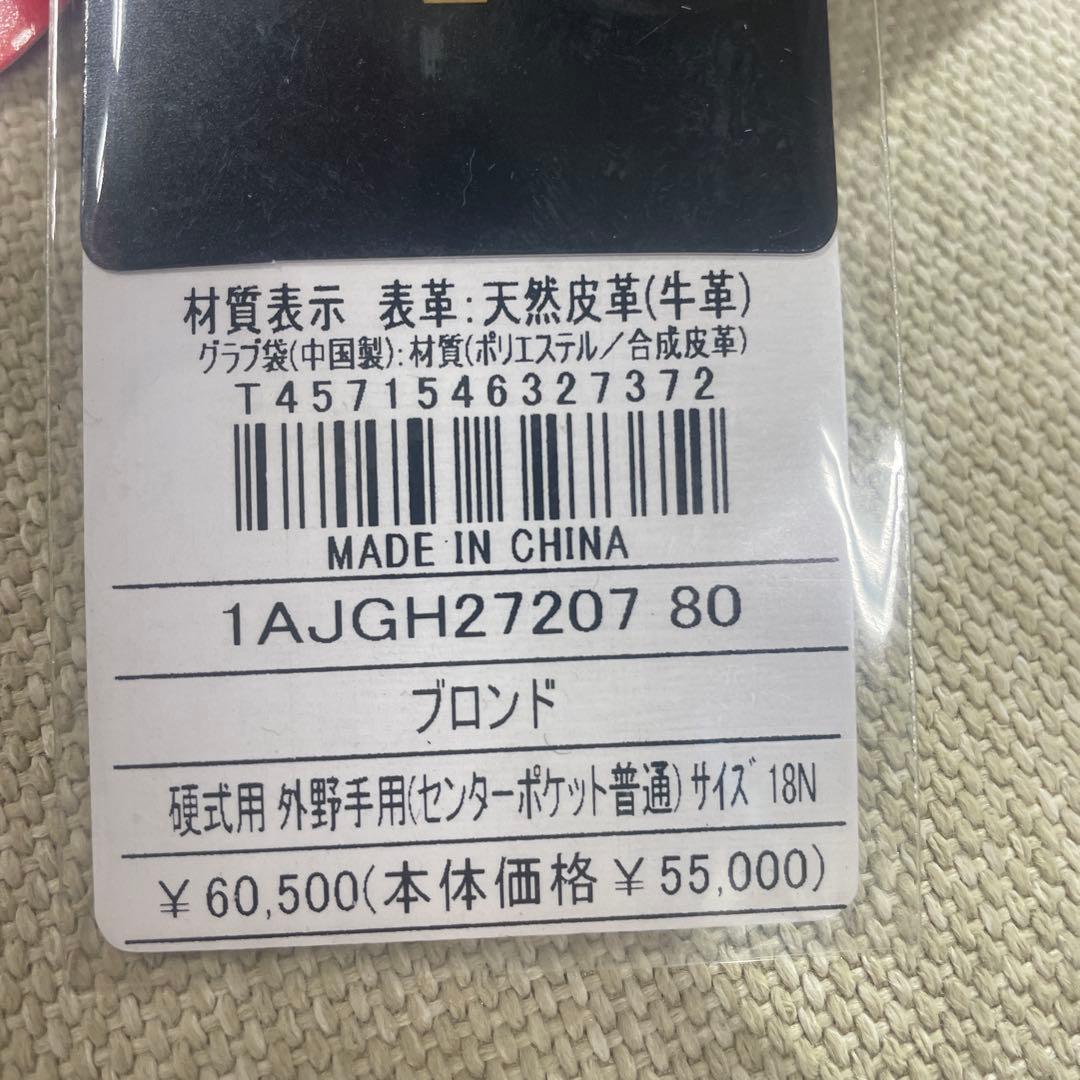 材質表示 表革:天然皮革(牛革)
グラブ袋(中国製):材質(ポリエステル/合成皮革)
T4571546327372
MADE IN CHINA
1AJGH27207 80
ブロンド
硬式用 外野手用(センターポケット普通) サイズ 18N
¥60,500(本体価格¥55,000)